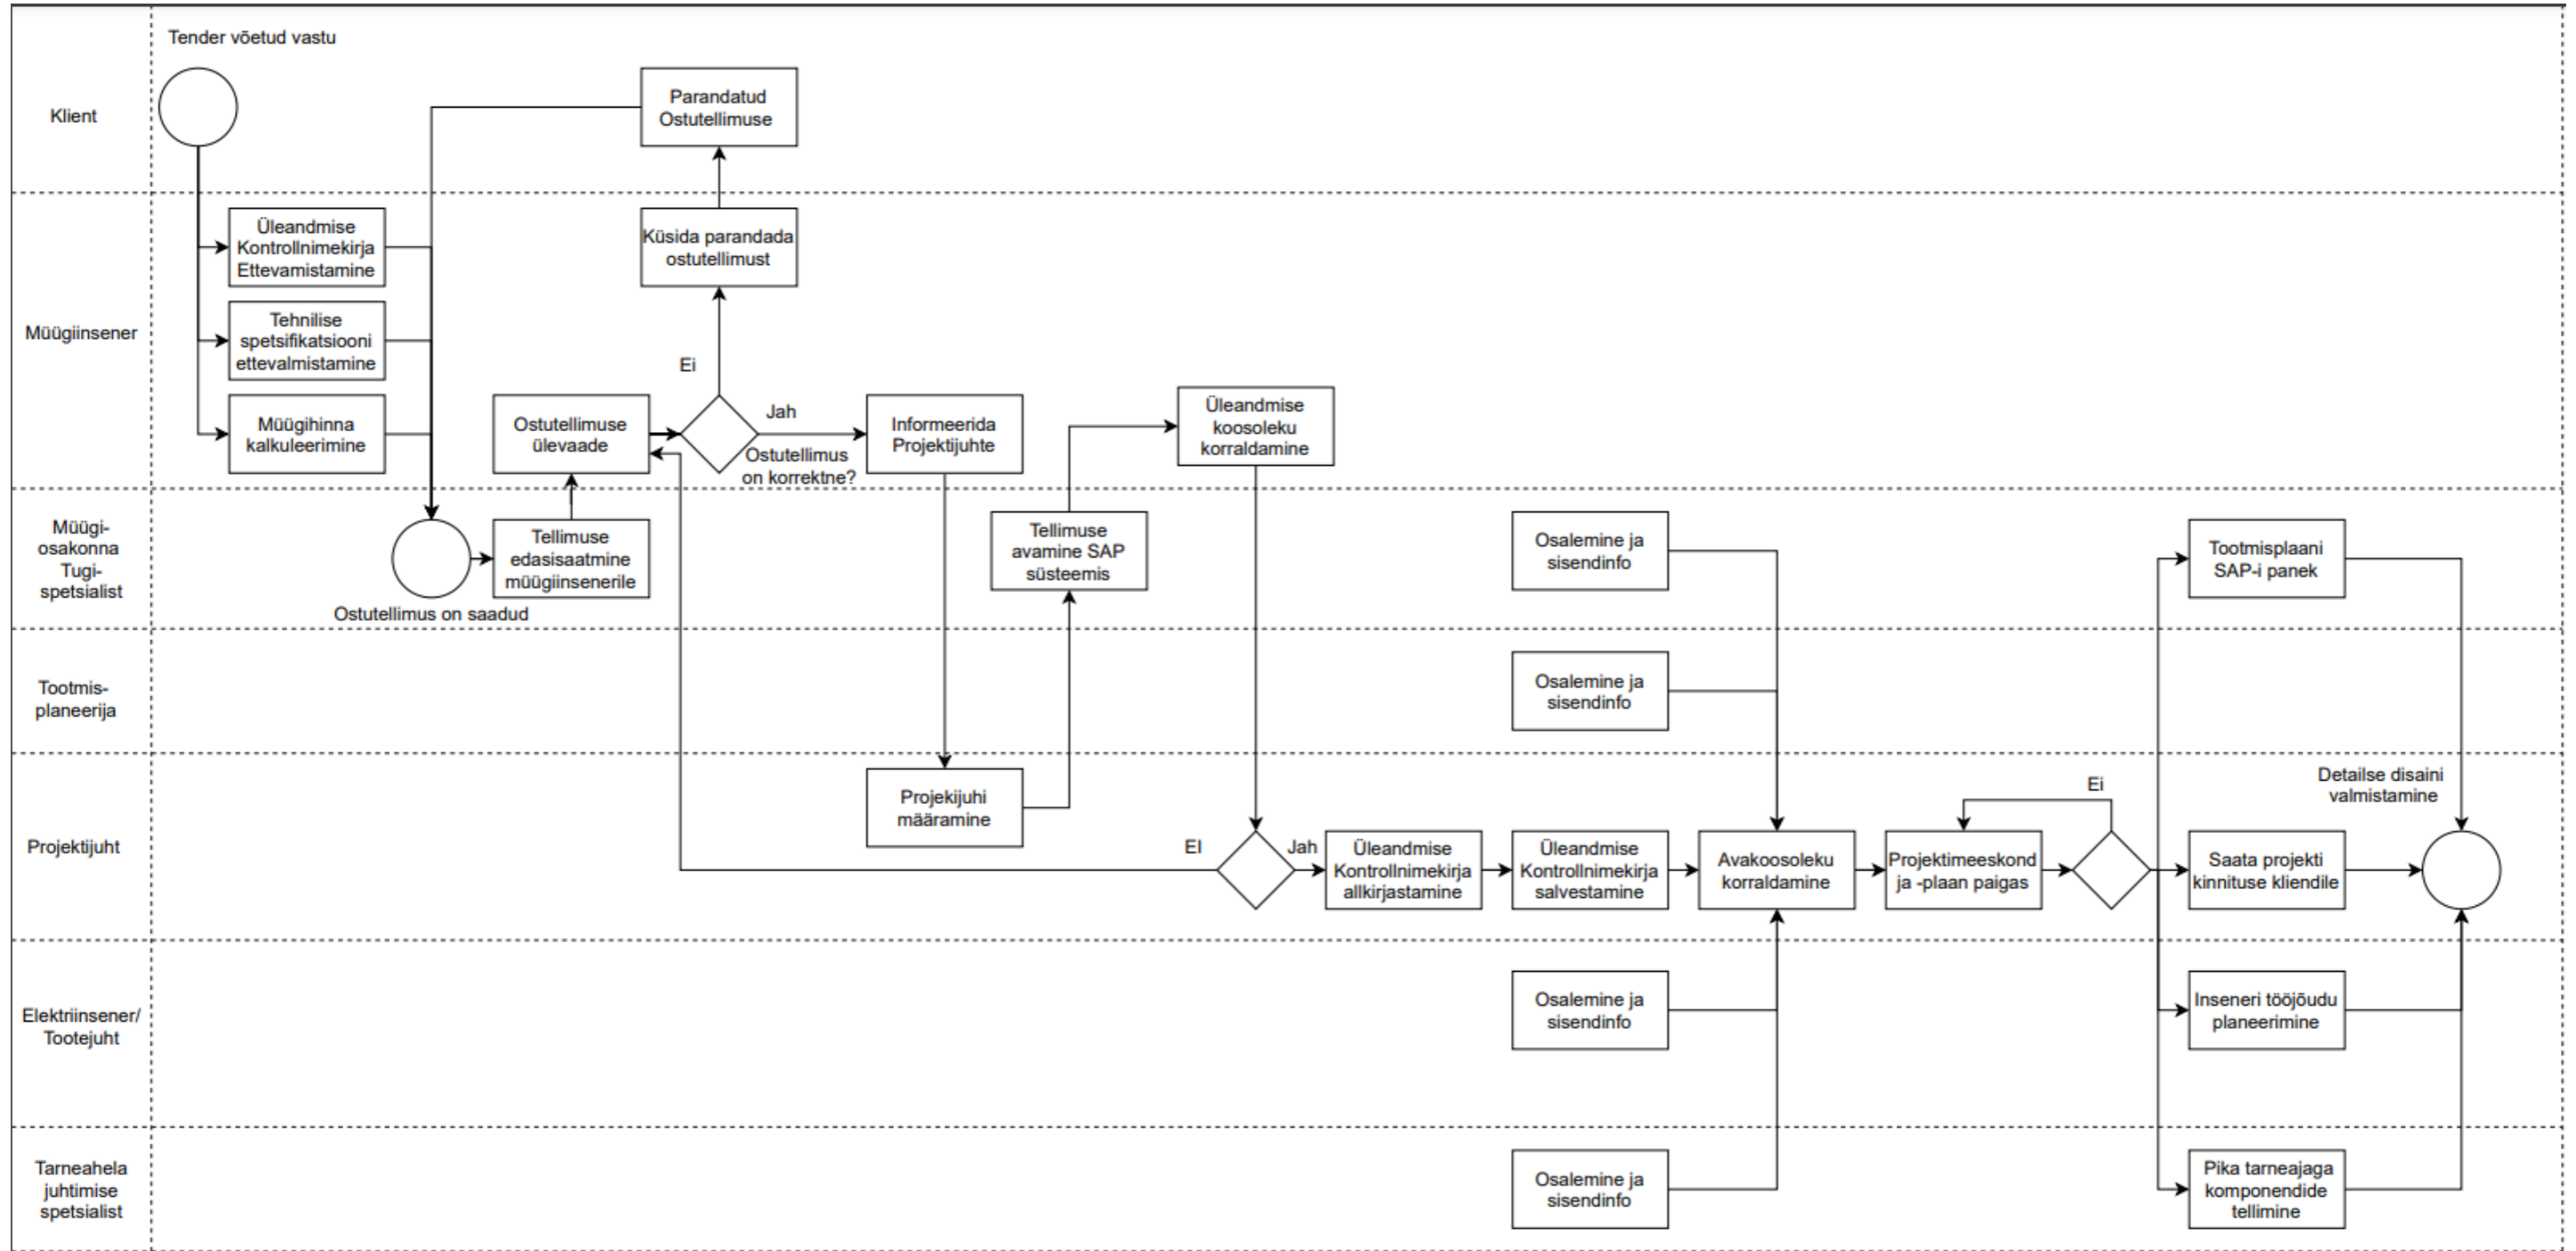 Tender võetud vastu
Klient
Parandatud
Ostutellimuse
Müügiinsener
Üleandmise
Kontrollnimekirja
Ettevamistamine
Tehnilise
spetsifikatsiooni
ettevalmistamine
Müügihinna
kalkuleerimine
Küsida parandada
ostutellimust
Ei
Ostutellimuse
ülevaade
Jah
Ostutellimus
on korrektne?
Informeerida
Projektijuhte
Üleandmise
koosoleku
korraldamine
Müügi-
osakonna
Tugi-
spetsialist
Ostutellimus on saadud
Tellimuse
edasisaatmine
müügiinsenerile
Tellimuse
avamine SAP
süsteemis
Osalemine ja
sisendinfo
Tootmisplaani
SAP-i panek
Tootmis-
planeerija
Osalemine ja
sisendinfo
Projektijuht
Projekijuhi
määramine
EI
Jah
Üleandmise
Kontrollnimekirja
allkirjastamine
Üleandmise
Kontrollnimekirja
salvestamine
Avakoosoleku
korraldamine
Projektimeeskond
ja -plaan paigas
Ei
Saata projekti
kinnituse kliendile
Detailse disaini
valmistamine
Elektriinsener/
Tootejuht
Osalemine ja
sisendinfo
Inseneri tööjõudu
planeerimine
Tarneahela
juhtimise
spetsialist
Osalemine ja
sisendinfo
Pika tarneajaga
komponendide
tellimine